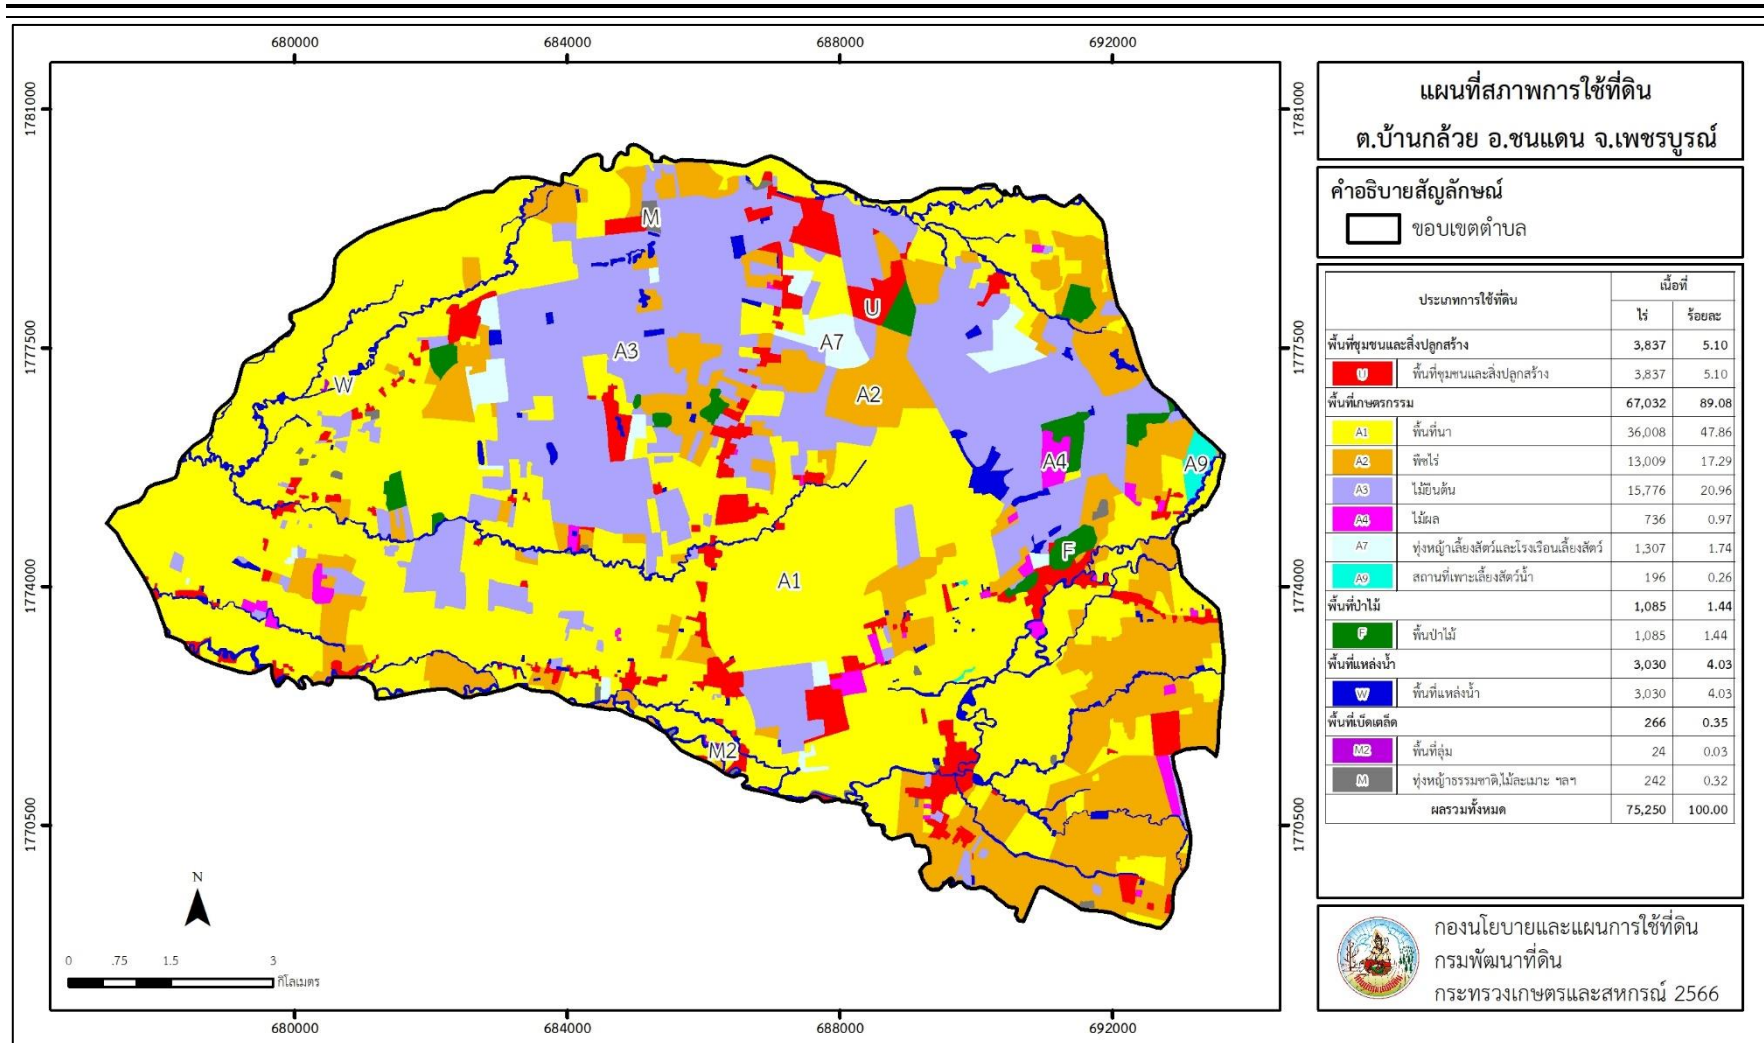 680000 684000 688000 692000
1781000 1781000
1777500 1777500
1774000 1774000
1770500 1770500
680000 684000 688000 692000
M
U
A7
A3
W
A2
A4
A9
F
A1
M2
N
0 .75 1.5 3
กิโลเมตร
แผนที่สภาพการใช้ที่ดิน
ต.บ้านกล้วย อ.ชนแดน จ.เพชรบูรณ์
คำอธิบายสัญลักษณ์
ขอบเขตตำบล
ประเภทการใช้ที่ดิน เนื้อที่
ไร่ ร้อยละ
พื้นที่ชุมชนและสิ่งปลูกสร้าง 3,837 5.10
U พื้นที่ชุมชนและสิ่งปลูกสร้าง 3,837 5.10
พื้นที่เกษตรกรรม 67,032 89.08
A1 พื้นที่นา 36,008 47.86
A2 พืชไร่ 13,009 17.29
A3 ไม้ยืนต้น 15,776 20.96
A4 ไม้ผล 736 0.97
A7 ทุ่งหญ้าเลี้ยงสัตว์และโรงเรือนเลี้ยงสัตว์ 1,307 1.74
A9 สถานที่เพาะเลี้ยงสัตว์น้ำ 196 0.26
พื้นที่ป่าไม้ 1,085 1.44
F พื้นป่าไม้ 1,085 1.44
พื้นที่แหล่งน้ำ 3,030 4.03
W พื้นที่แหล่งน้ำ 3,030 4.03
พื้นที่เบ็ดเตล็ด 266 0.35
M2 พื้นที่ลุ่ม 24 0.03
M ทุ่งหญ้าธรรมชาติ,ไม้ละเมาะ ฯลฯ 242 0.32
ผลรวมทั้งหมด 75,250 100.00
กองนโยบายและแผนการใช้ที่ดิน
กรมพัฒนาที่ดิน
กระทรวงเกษตรและสหกรณ์ 2566